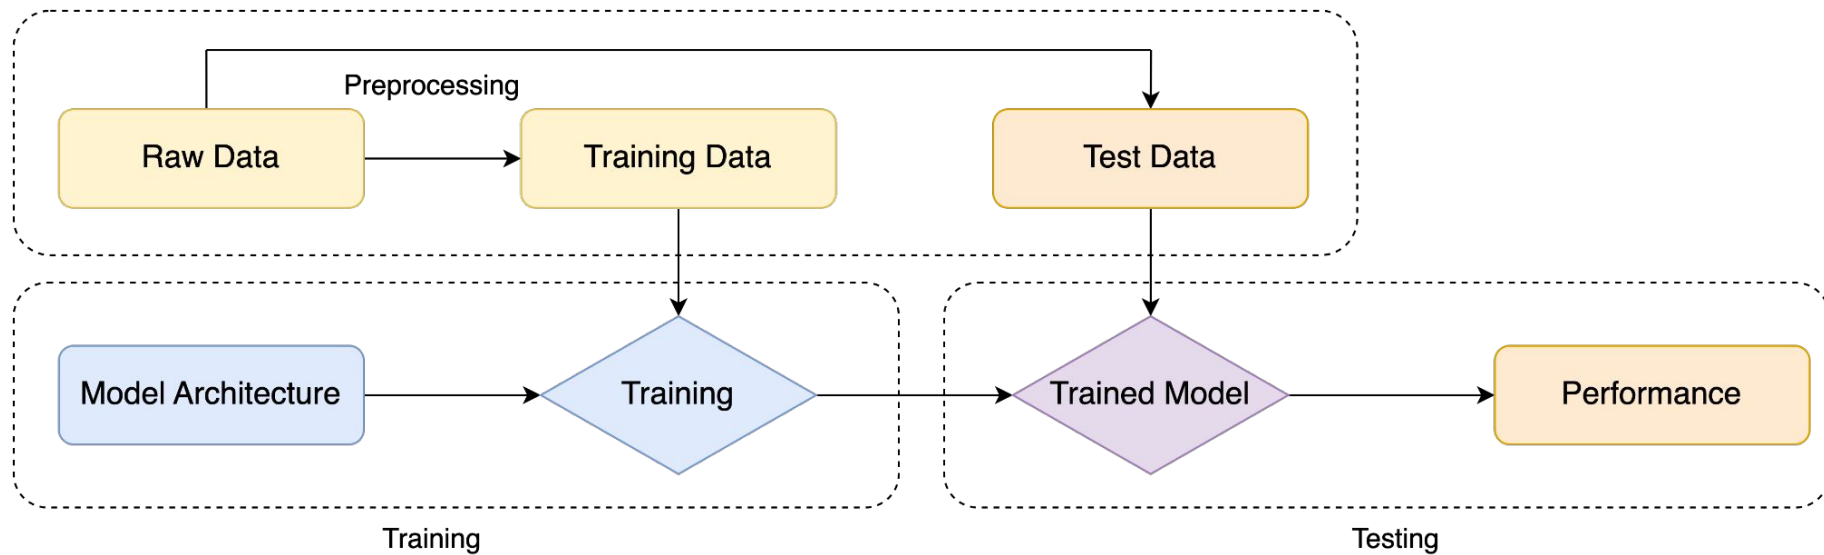 Preprocessing
Raw Data
Training Data
Test Data
Model Architecture
Training
Trained Model
Performance
Training
Testing